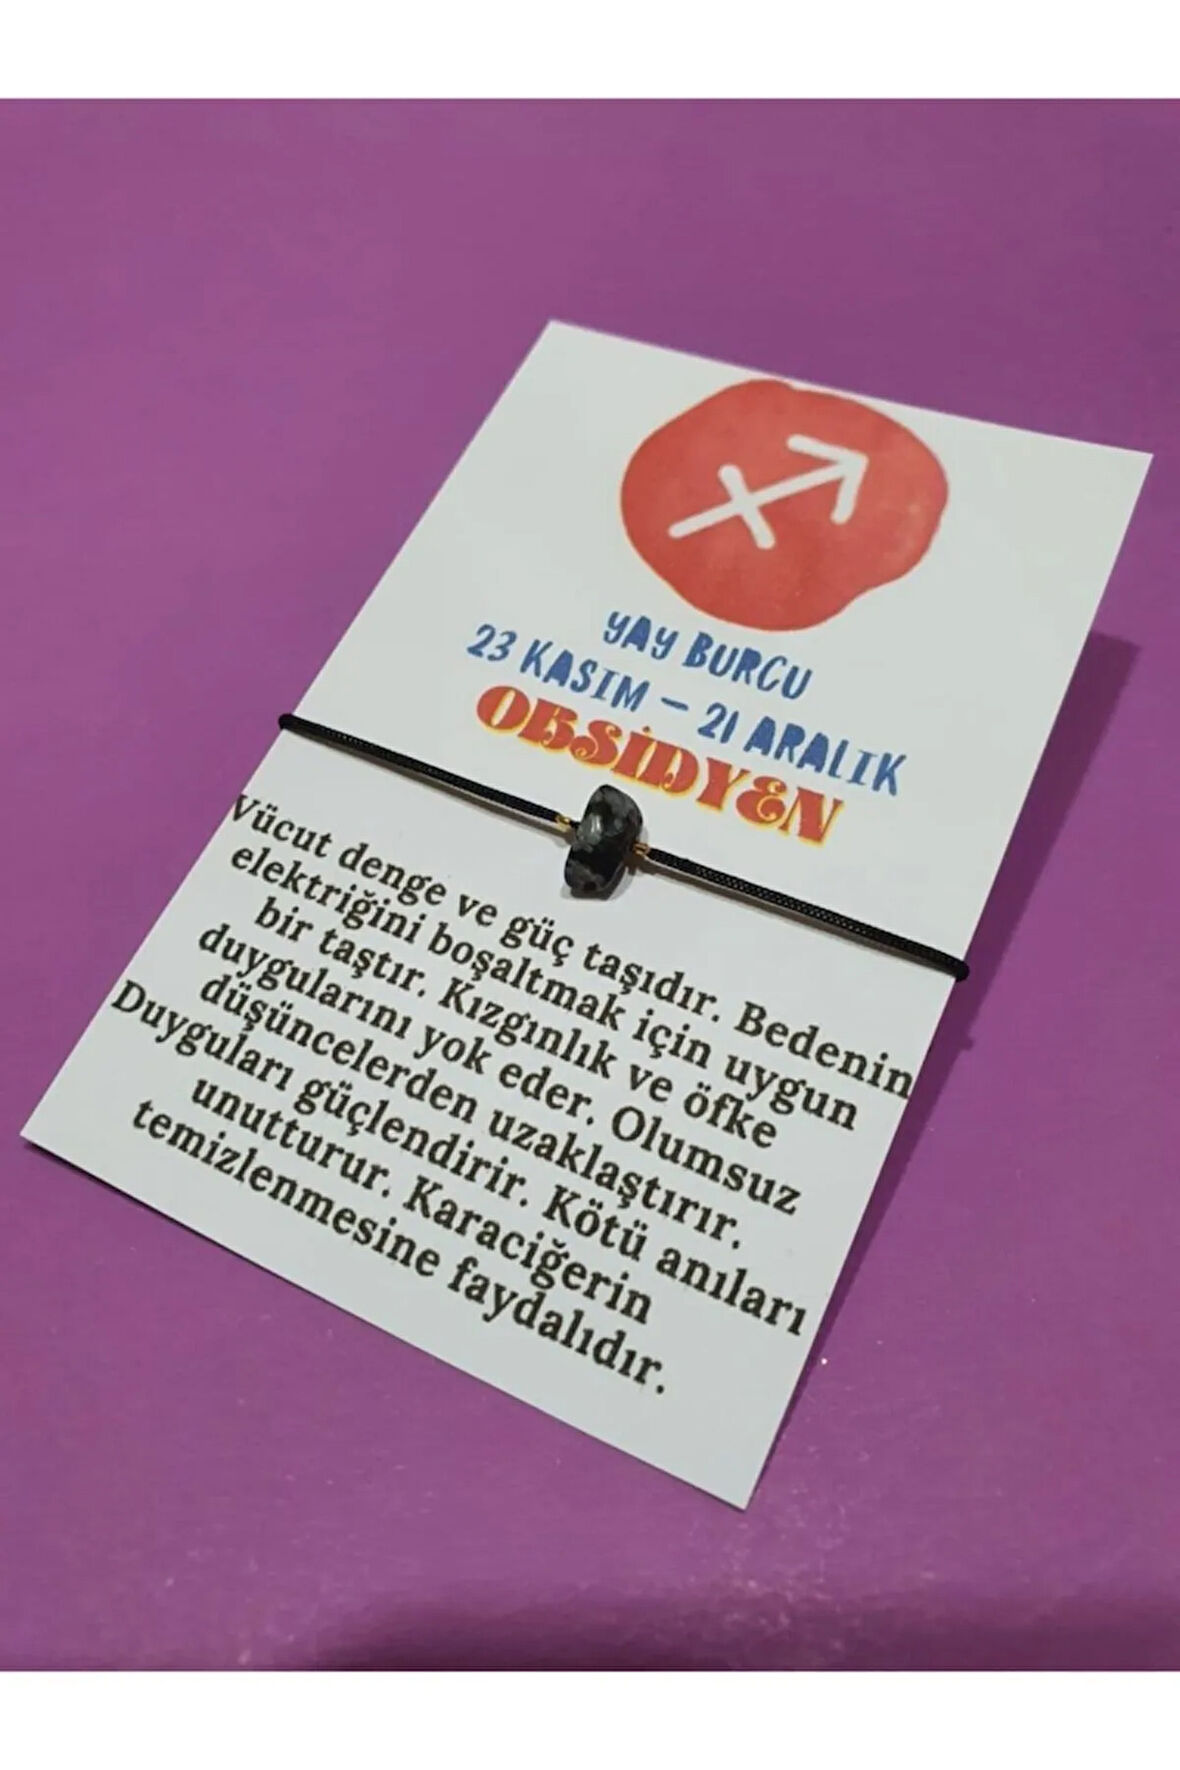 YAY BURCU
23 KASIM – 21 ARALIK
OBSİDYEN
Vücut denge ve güç taşıdır. Bedenin
elektriğini boşaltmak için uygun
bir taştır. Kızgınlık ve öfke
duygularını yok eder. Olumsuz
düşüncelerden uzaklaştırır.
Duyguları güçlendirir. Kötü anıları
unutturur. Karaciğerin
temizlenmesine faydalıdır.